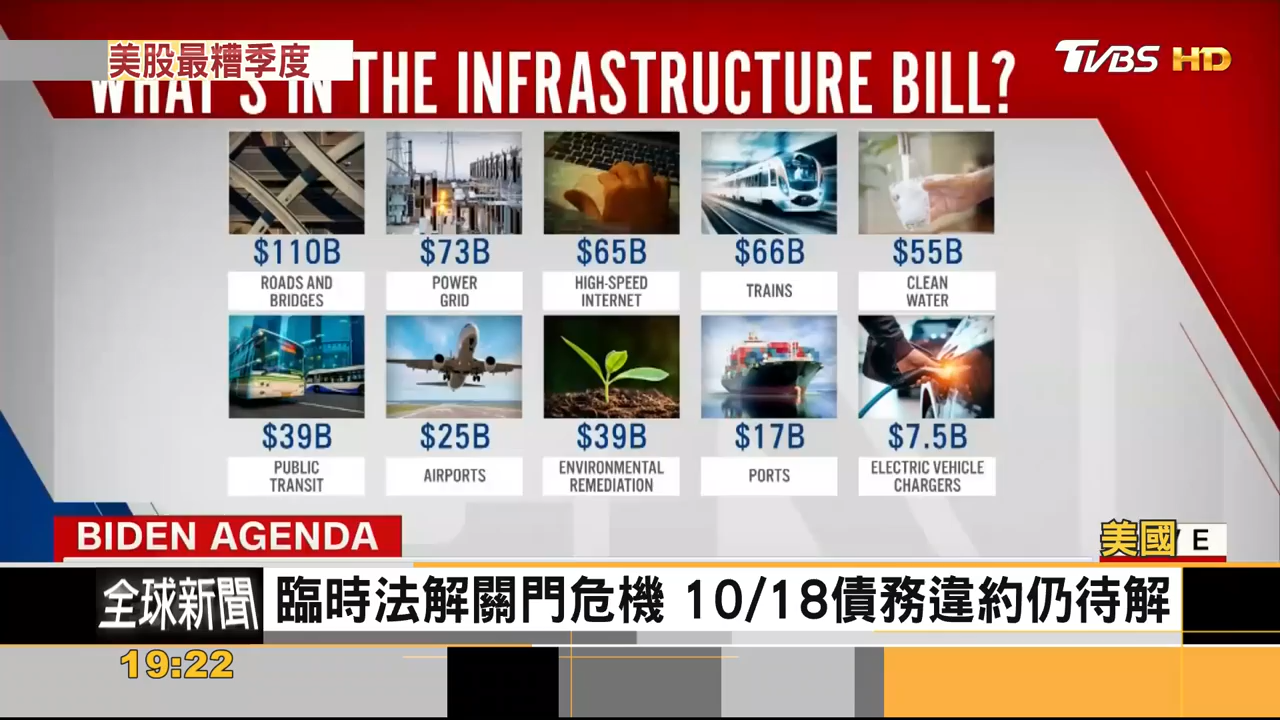 美股最糟季度
TVBS HD
WHAT'S IN THE INFRASTRUCTURE BILL?
$110B
ROADS AND
BRIDGES
$73B
POWER
GRID
$65B
HIGH-SPEED
INTERNET
$66B
TRAINS
$55B
CLEAN
WATER
$39B
PUBLIC
TRANSIT
$25B
AIRPORTS
$39B
ENVIRONMENTAL
REMEDIATION
$17B
PORTS
$7.5B
ELECTRIC VEHICLE
CHARGERS
BIDEN AGENDA
美國
E
全球新聞
臨時法解關門危機 10/18債務違約仍待解
19:22